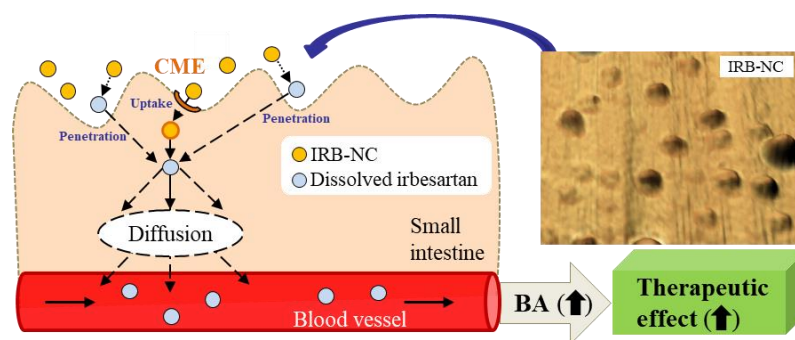 CME
IRB-NC
Uptake
Penetration
Penetration
IRB-NC
Dissolved irbesartan
Diffusion
Small
intestine
Blood vessel
BA (⬆)
Therapeutic
effect (⬆)